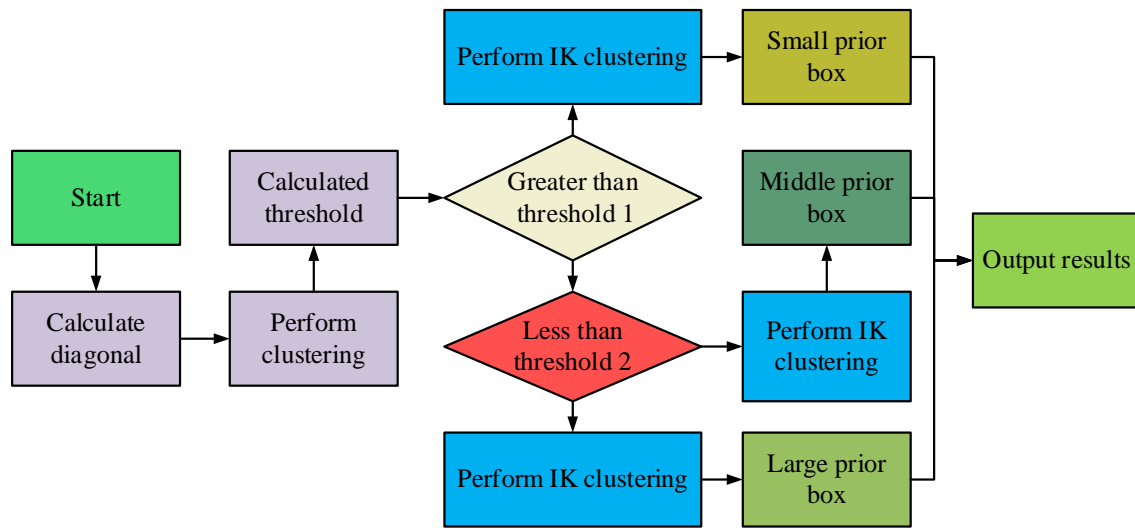 Start
Calculate
diagonal
Perform
clustering
Calculated
threshold
Greater than
threshold 1
Perform IK clustering
Small prior
box
Less than
threshold 2
Perform IK
clustering
Middle prior
box
Perform IK clustering
Large prior
box
Output results